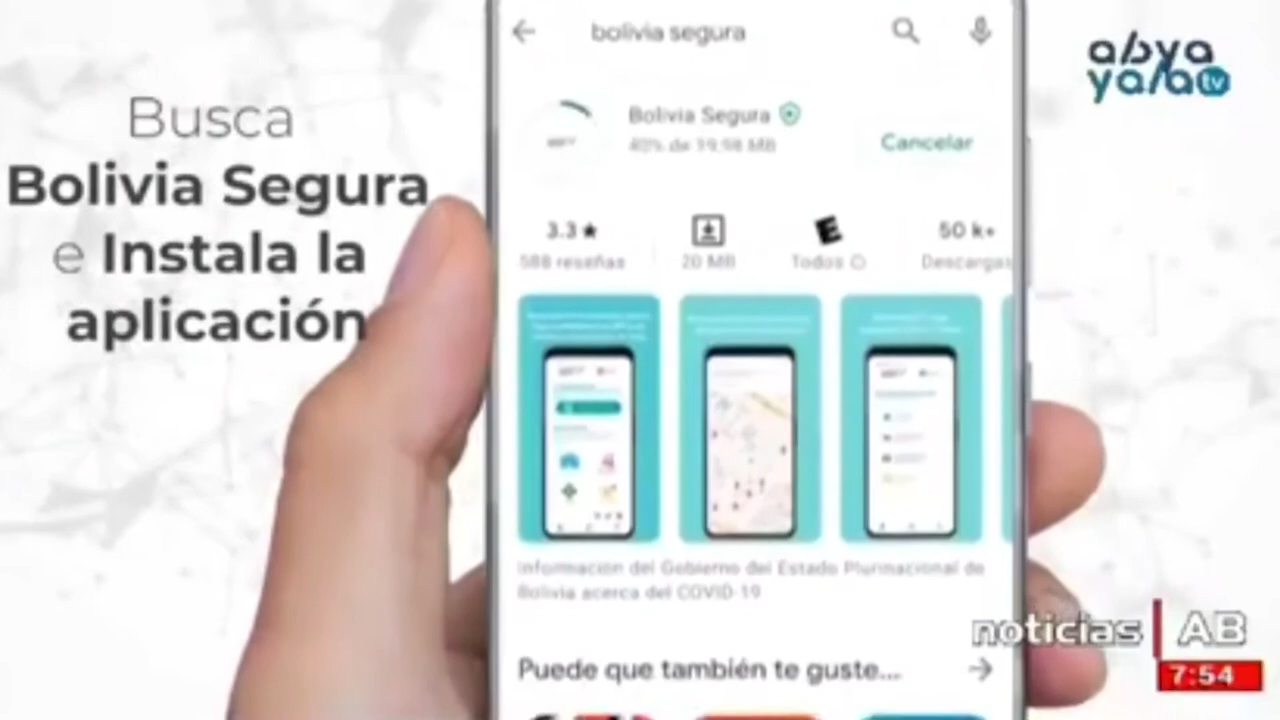 Busca
Bolivia Segura
e Instala la
aplicación
bolivia segura
Bolivia Segura
40% de 19,98 MB
Cancelar
3.3★
588 reseñas
20 MB
E
Todos
50 k+
Descargas
Información del Gobierno del Estado Plurinacional de
Bolivia acerca del COVID-19
Puede que también te guste...
abya
yala tv
noticias AB
7:54